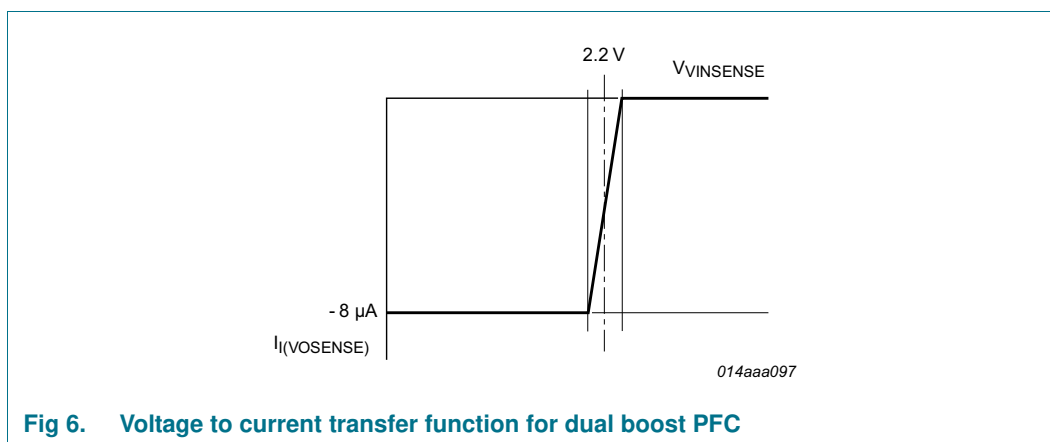 2.2 V
VVINSENSE
- 8 µA
II(VOSENSE)
014aaa097
Fig 6. Voltage to current transfer function for dual boost PFC